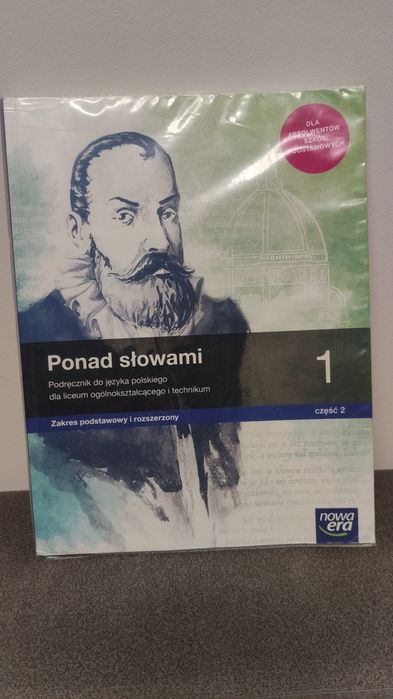 DLA
ABSOLWENTÓW
SZKÓŁ
PODSTAWOWYCH
Ponad słowami
1
Podręcznik do języka polskiego
dla liceum ogólnokształcącego i technikum
Zakres podstawowy i rozszerzony
część 2
nowa
era